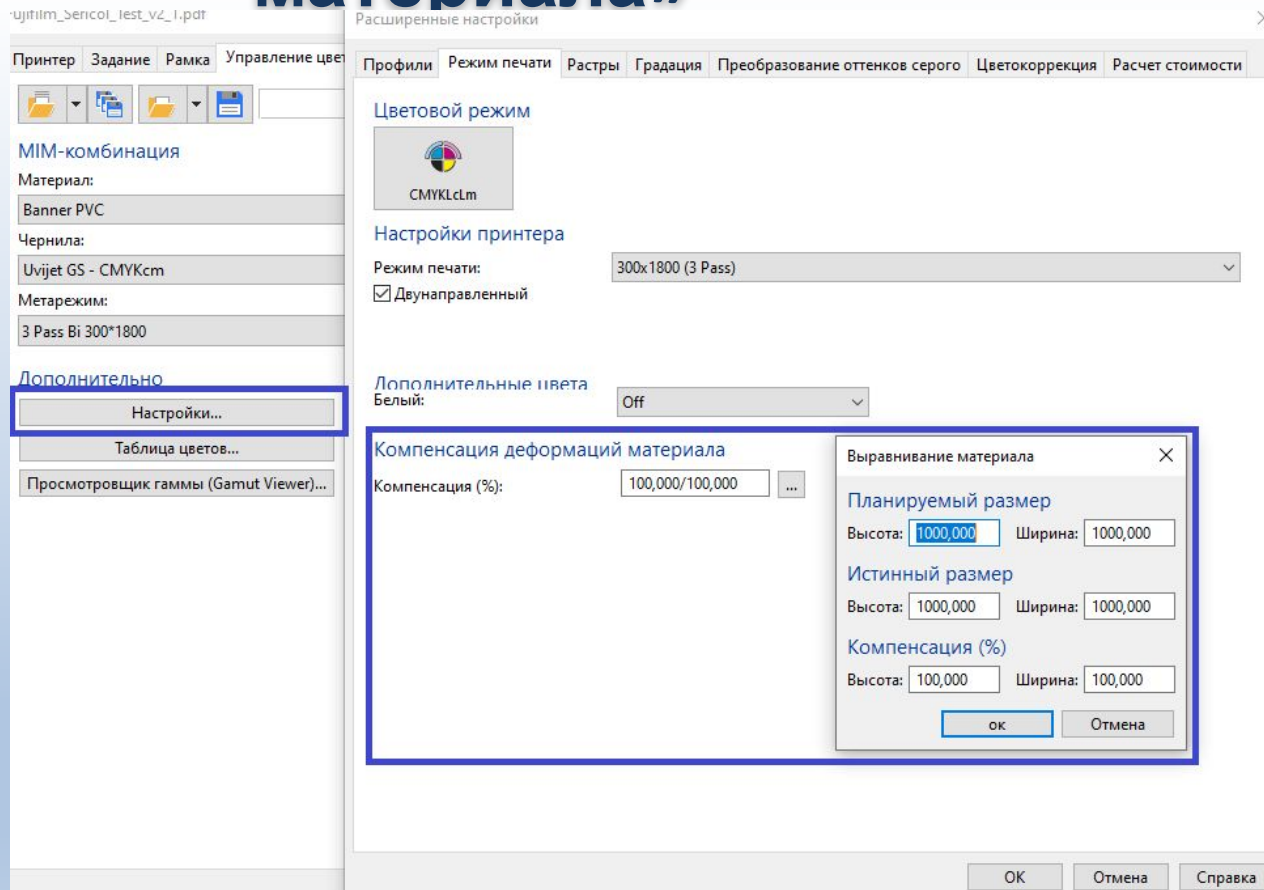 материала»
Fujifilm_Sericol_Test_v2_1.pdf
Расширенные настройки
Принтер Задание Рамка Управление цвет
Профили Режим печати Растры Градация Преобразование оттенков серого Цветокоррекция Расчет стоимости
MIM-комбинация
Материал:
Banner PVC
Чернила:
Uvijet GS - CMYKcm
Метарежим:
3 Pass Bi 300*1800
Дополнительно
Настройки...
Таблица цветов...
Просмотровщик гаммы (Gamut Viewer)...
Цветовой режим
CMYKLcLm
Настройки принтера
Режим печати: 300x1800 (3 Pass)
Двунаправленный
Дополнительные цвета
Белый: Off
Компенсация деформаций материала
Компенсация (%): 100,000/100,000 ...
Выравнивание материала
Планируемый размер
Высота: 1000,000 Ширина: 1000,000
Истинный размер
Высота: 1000,000 Ширина: 1000,000
Компенсация (%)
Высота: 100,000 Ширина: 100,000
ок Отмена
OK Отмена Справка